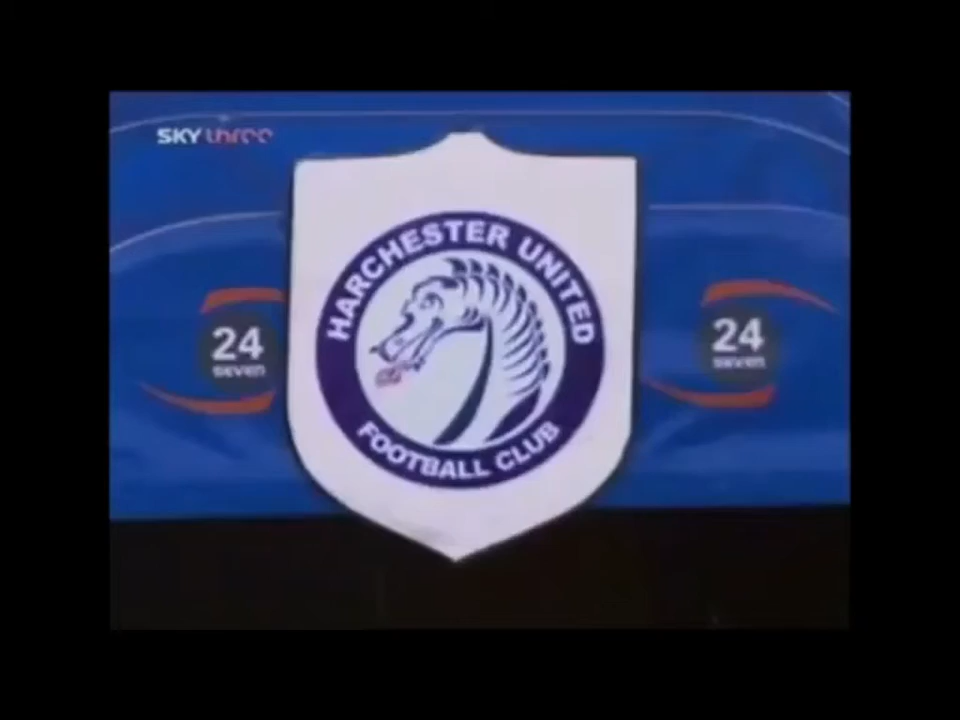 SKY three
HARCHESTER UNITED
FOOTBALL CLUB
24
SEVEN
24
SEVEN